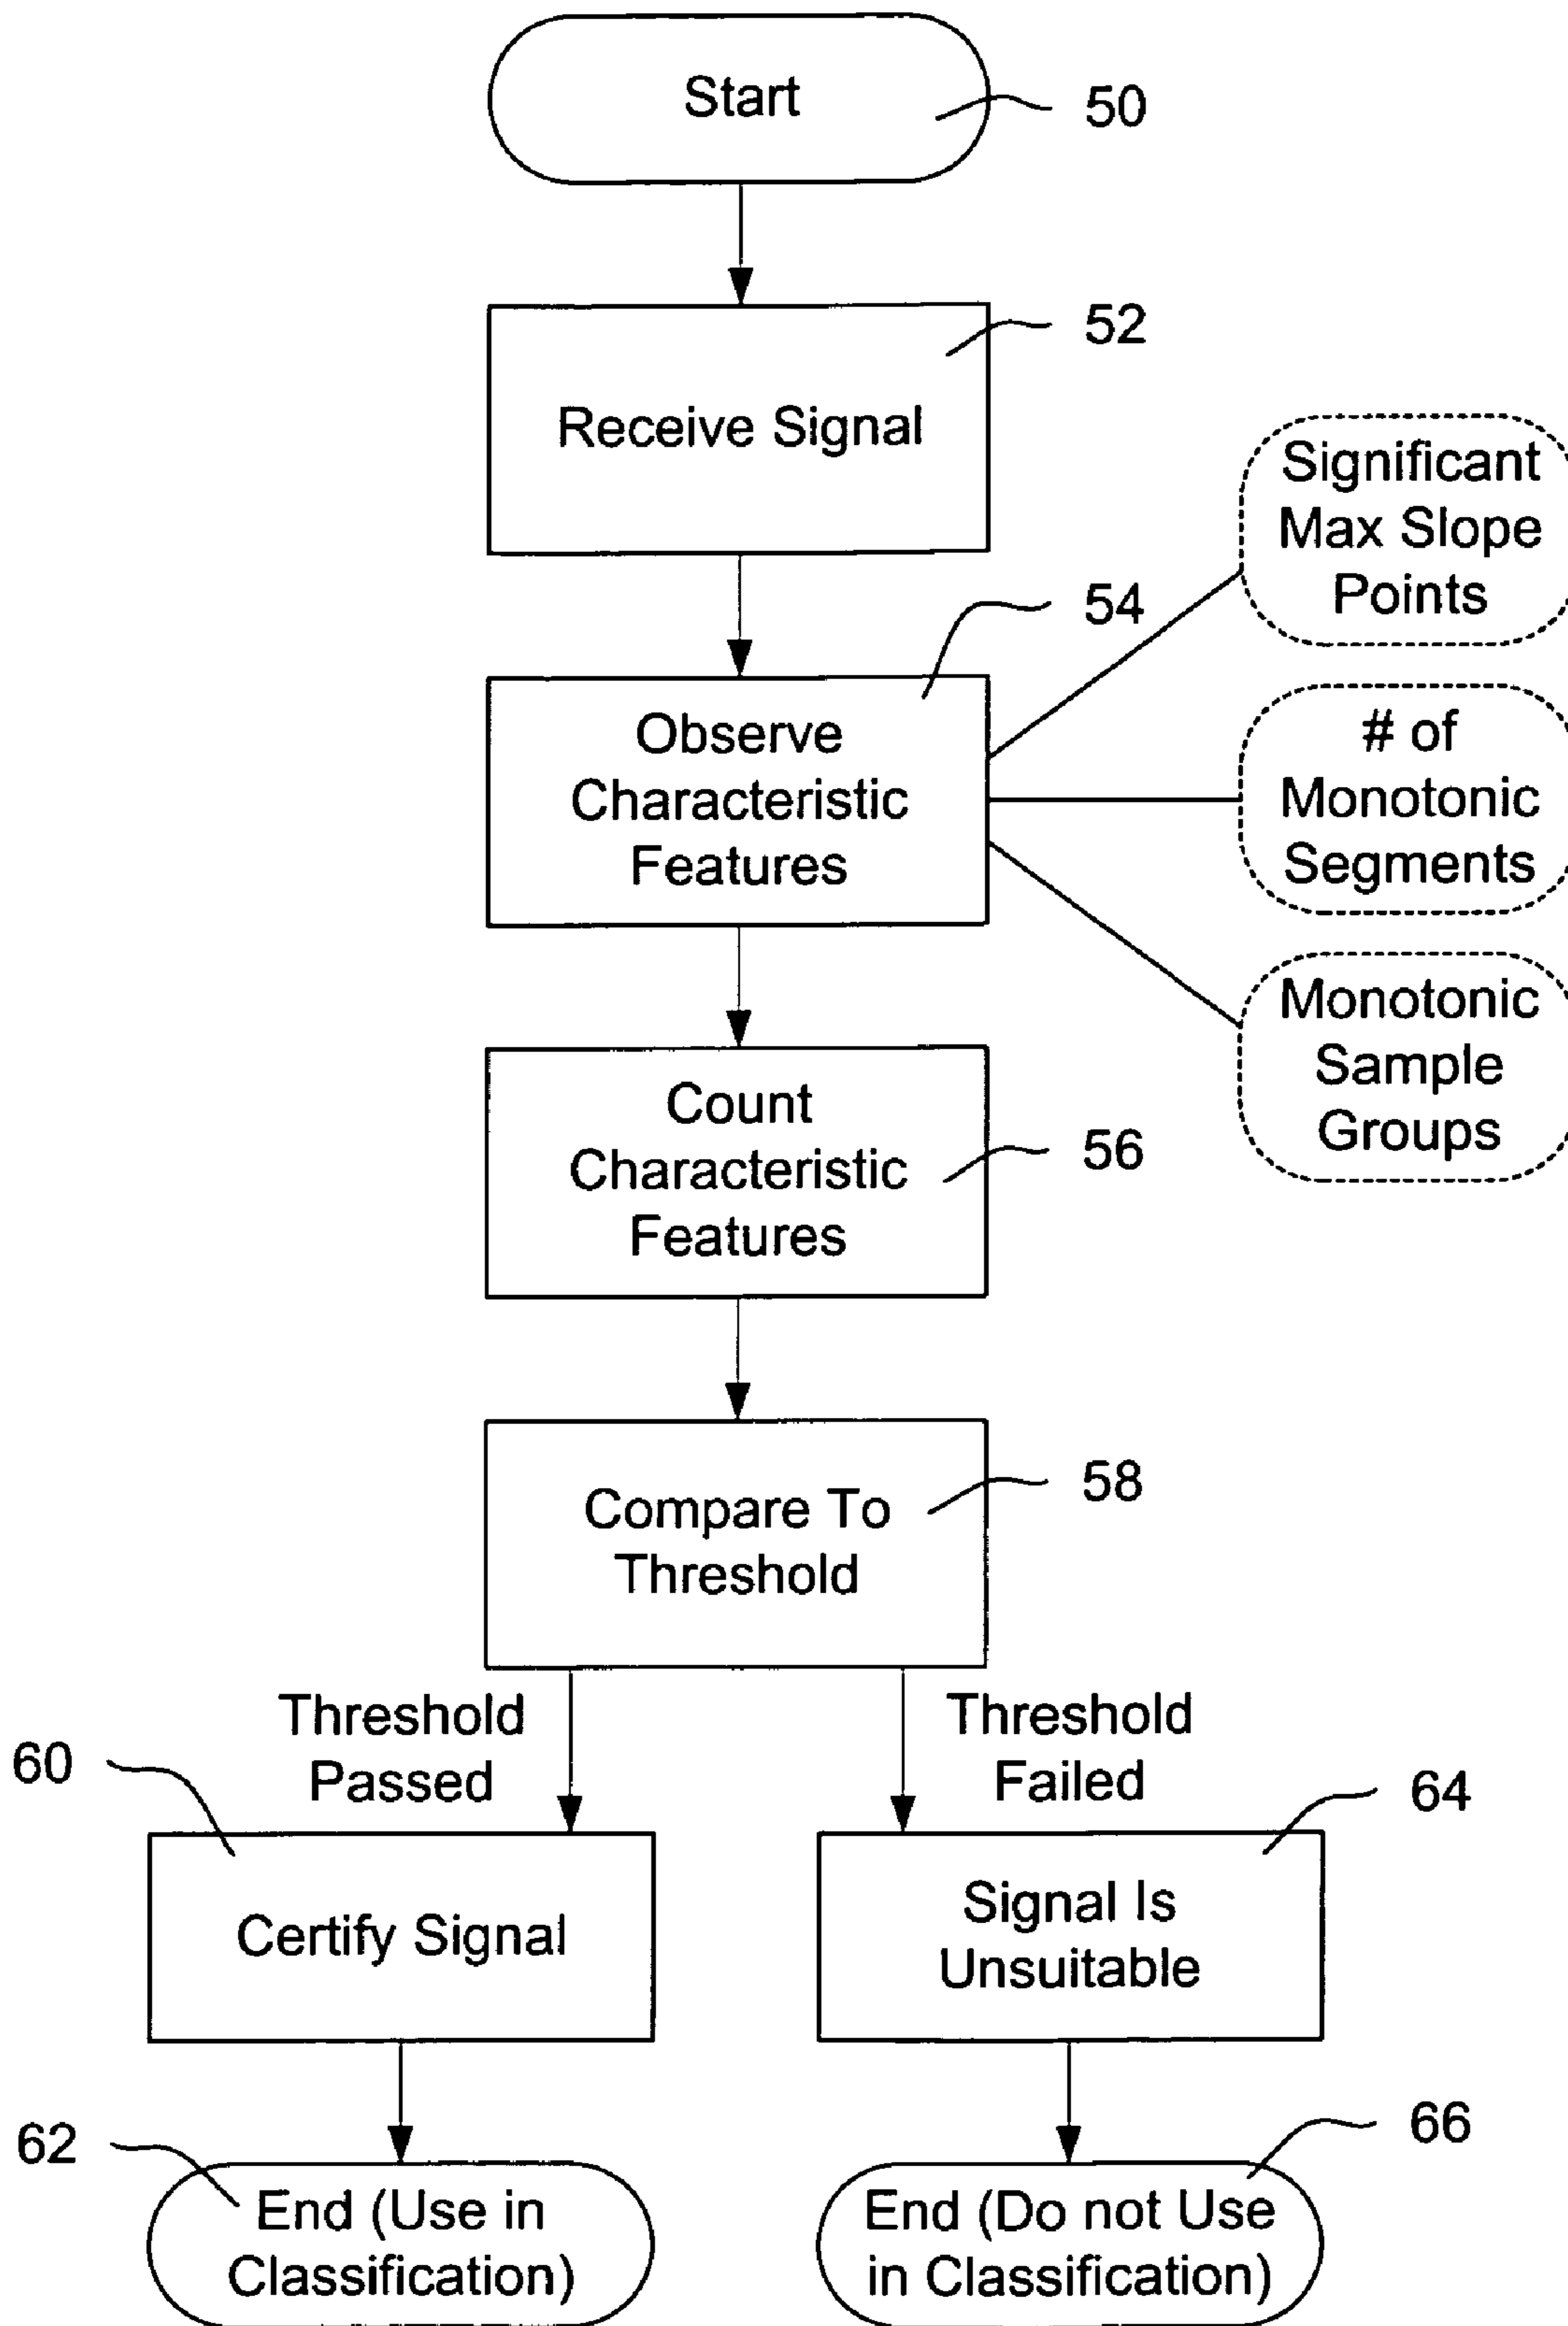 Start
50
52
Receive Signal
Significant
Max Slope
Points
54
Observe
Characteristic
Features
# of
Monotonic
Segments
Monotonic
Sample
Groups
Count
Characteristic
Features
56
Compare To
Threshold
58
Threshold
Passed
Threshold
Failed
60
64
Certify Signal
Signal Is
Unsuitable
62
66
End (Use in
Classification)
End (Do not Use
in Classification)